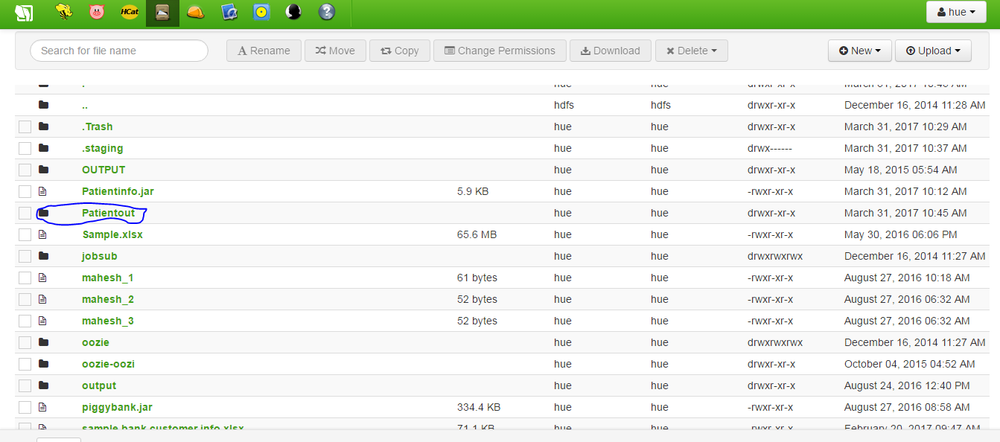 HCat
?
hue
Search for file name
A Rename Move Copy Change Permissions Download Delete New Upload
. hue hue drwxr-xr-x March 31, 2017 10:46 AM
.. hdfs hdfs drwxr-xr-x December 16, 2014 11:28 AM
.Trash hue hue drwxr-xr-x March 31, 2017 10:29 AM
.staging hue hue drwx------ March 31, 2017 10:37 AM
OUTPUT hue hue drwxr-xr-x May 18, 2015 05:54 AM
Patientinfo.jar 5.9 KB hue hue -rwxr-xr-x March 31, 2017 10:12 AM
Patientout hue hue drwxr-xr-x March 31, 2017 10:45 AM
Sample.xlsx 65.6 MB hue hue -rwxr-xr-x May 30, 2016 06:06 PM
jobsub hue hue drwxrwxrwx December 16, 2014 11:27 AM
mahesh_1 61 bytes hue hue -rwxr-xr-x August 27, 2016 10:18 AM
mahesh_2 52 bytes hue hue -rwxr-xr-x August 27, 2016 06:32 AM
mahesh_3 52 bytes hue hue -rwxr-xr-x August 27, 2016 06:32 AM
oozie hue hue drwxrwxrwx December 16, 2014 11:27 AM
oozie-oozi hue hue drwxr-xr-x October 04, 2015 04:52 AM
output hue hue drwxr-xr-x August 24, 2016 12:40 PM
piggybank.jar 334.4 KB hue hue -rwxr-xr-x August 27, 2016 08:58 AM
sample bank customer info.xlsx 71.1 KB hue hue -rwxr-xr-x February 20, 2017 09:47 AM